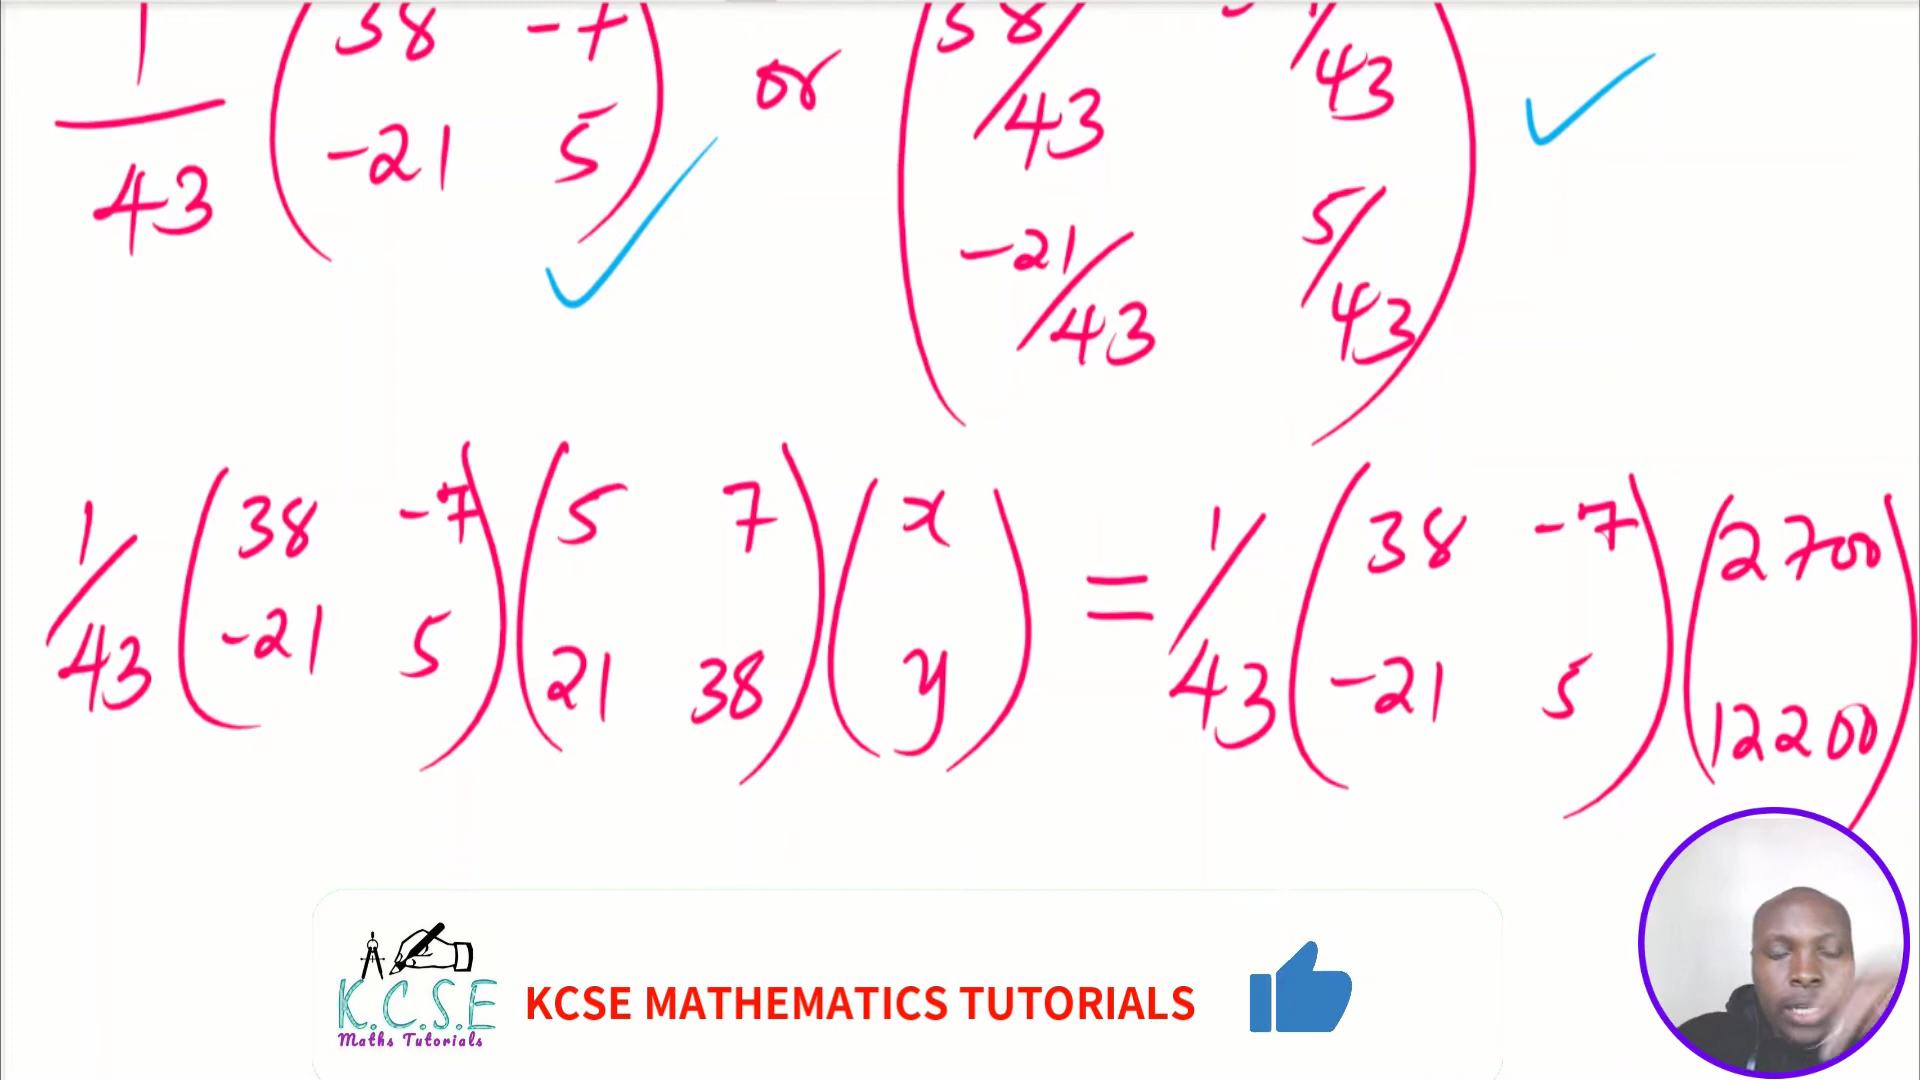 1/43 (38 -7 -21 5) or (38/43 -7/43 -21/43 5/43)
1/43 (38 -7 -21 5) (5 7 21 38) (x y) = 1/43 (38 -7 -21 5) (2700 12200)
K.C.S.E
Maths Tutorials
KCSE MATHEMATICS TUTORIALS